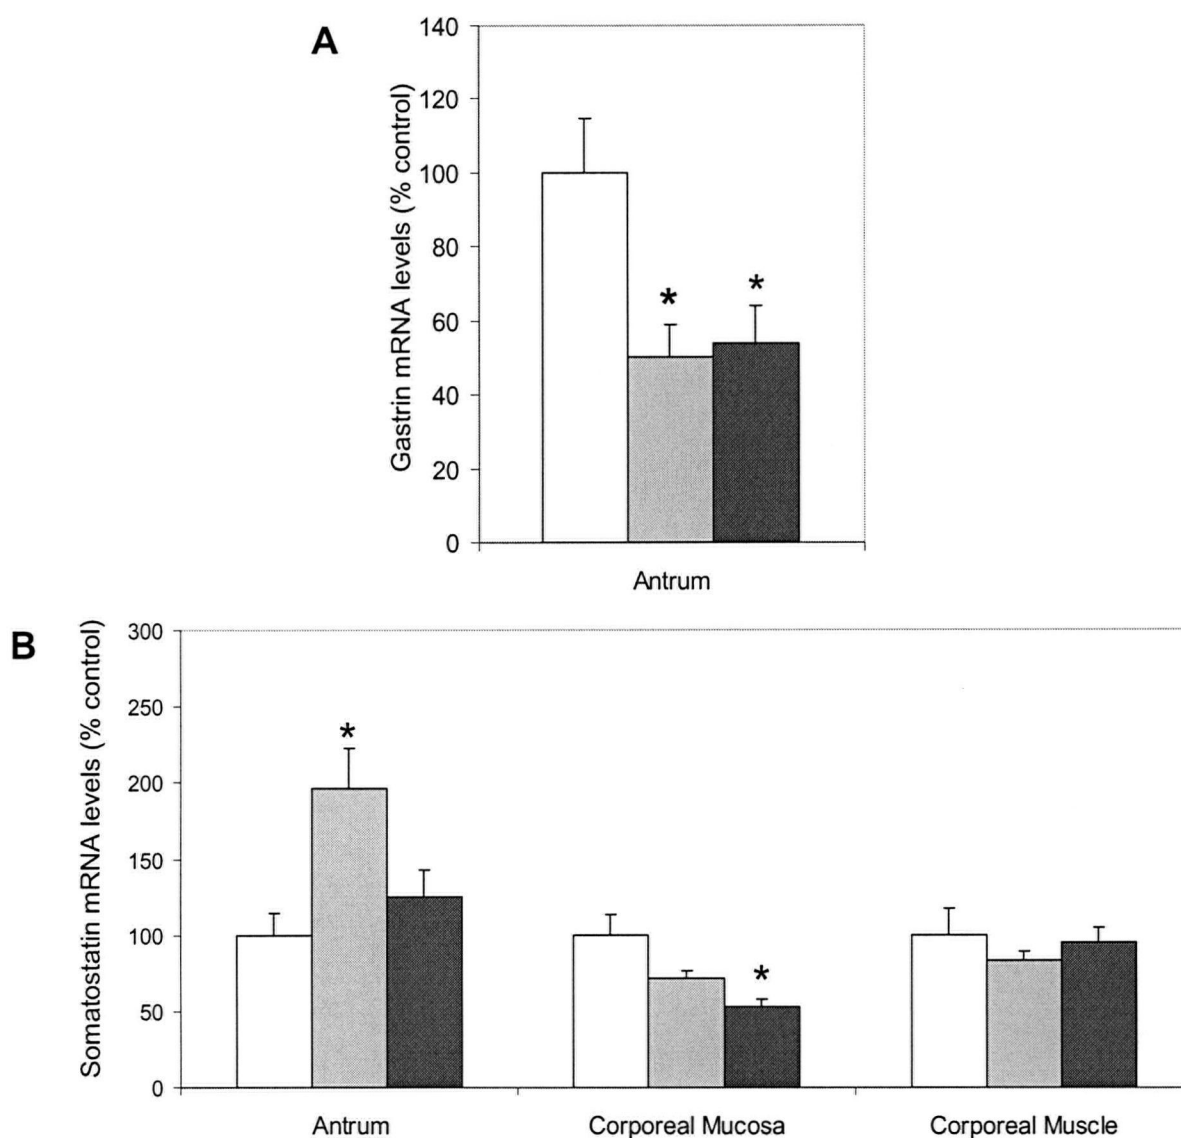 A
Gastrin mRNA levels (% control)
140
120
100
80
60
40
20
0
*
*
Antrum
B
Somatostatin mRNA levels (% control)
300
250
200
150
100
50
0
*
*
Antrum
Corporeal Mucosa
Corporeal Muscle